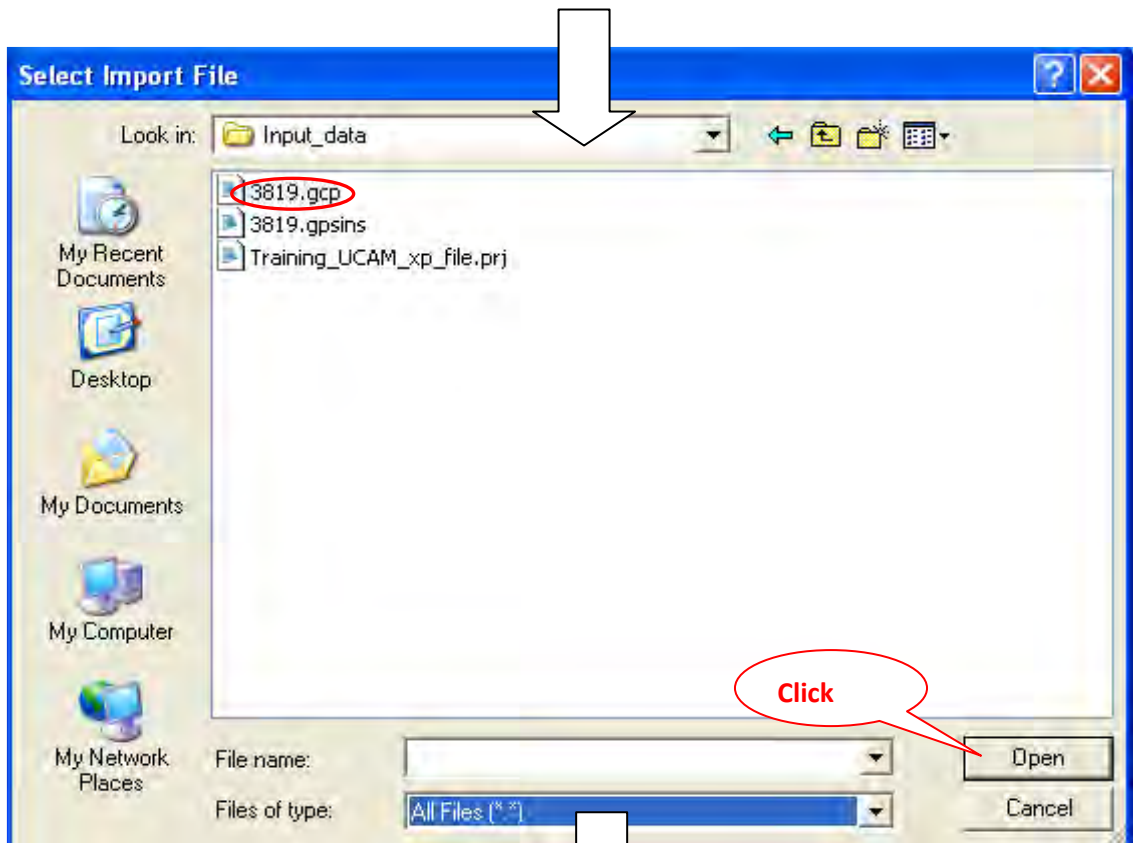 Select Import File
Look in: Input_data
3819.gcp
3819.gpsins
Training_UCAM_xp_file.prj
My Recent
Documents
Desktop
My Documents
My Computer
My Network
Places
Click
File name:
Open
Files of type: All Files (*.*)
Cancel